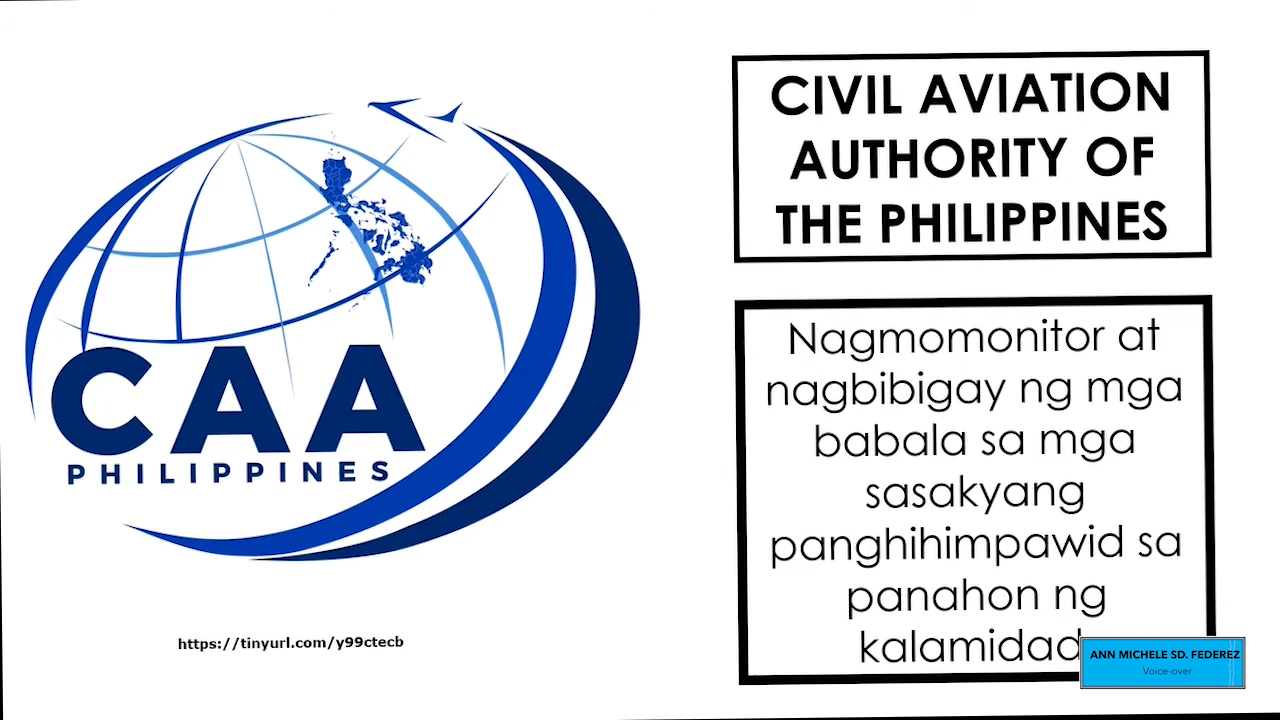 CAA
PHILIPPINES
https://tinyurl.com/y99ctecb
CIVIL AVIATION
AUTHORITY OF
THE PHILIPPINES
Nagmomonitor at
nagbibigay ng mga
babala sa mga
sasakyang
panghihimpawid sa
panahon ng
kalamidad
ANN MICHELE SD. FEDEREZ
Voice-over